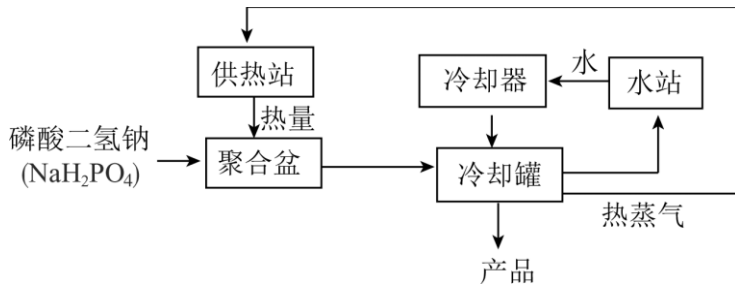 供热站
冷却器
水
水站
热量
磷酸二氢钠
(NaH₂PO₄)
聚合盆
冷却罐
热蒸气
产品